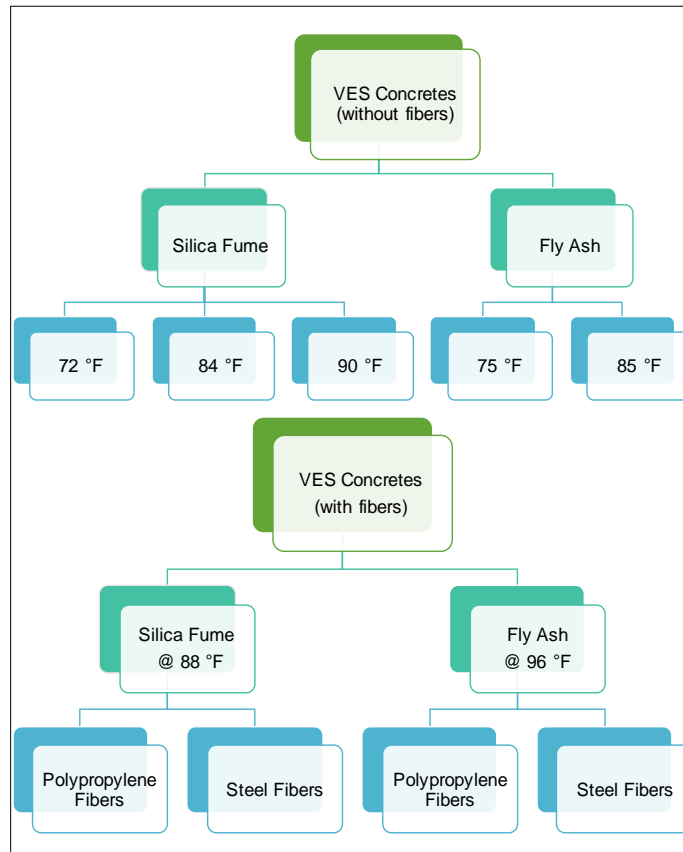 VES Concretes
(without fibers)
Silica Fume
Fly Ash
72 °F
84 °F
90 °F
75 °F
85 °F
VES Concretes
(with fibers)
Silica Fume
@ 88 °F
Fly Ash
@ 96 °F
Polypropylene
Fibers
Steel Fibers
Polypropylene
Fibers
Steel Fibers